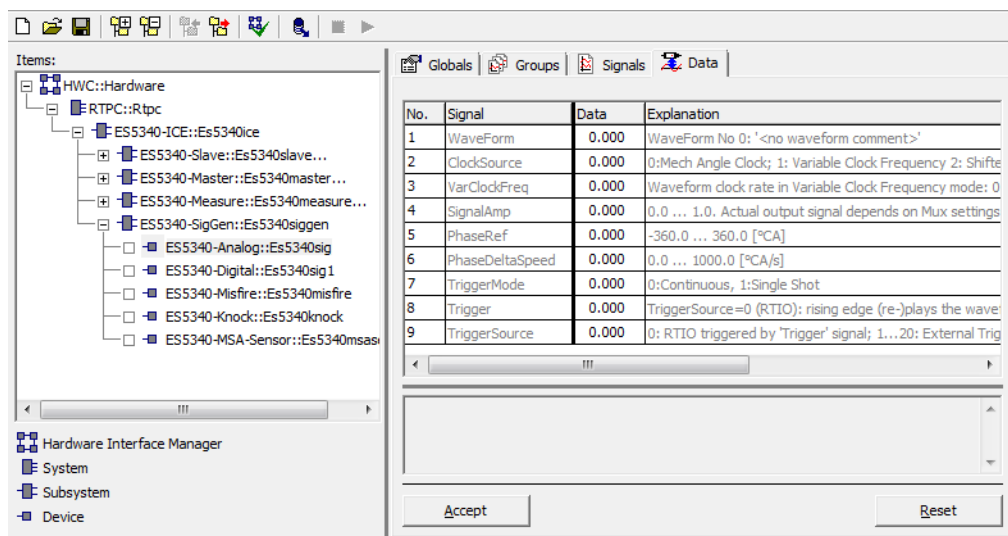 Items:
HWC::Hardware
RTPC::Rtpc
ES5340-ICE::Es5340ice
ES5340-Slave::Es5340slave...
ES5340-Master::Es5340master...
ES5340-Measure::Es5340measure...
ES5340-SigGen::Es5340siggen
ES5340-Analog::Es5340sig
ES5340-Digital::Es5340sig1
ES5340-Misfire::Es5340misfire
ES5340-Knock::Es5340knock
ES5340-MSA-Sensor::Es5340msase
Hardware Interface Manager
System
Subsystem
Device
Globals Groups Signals Data
No. Signal Data Explanation
1 WaveForm 0.000 WaveForm No 0: '<no waveform comment>'
2 ClockSource 0.000 0:Mech Angle Clock; 1: Variable Clock Frequency 2: Shifte
3 VarClockFreq 0.000 Waveform clock rate in Variable Clock Frequency mode: 0
4 SignalAmp 0.000 0.0 ... 1.0. Actual output signal depends on Mux settings
5 PhaseRef 0.000 -360.0 ... 360.0 [°CA]
6 PhaseDeltaSpeed 0.000 0.0 ... 1000.0 [°CA/s]
7 TriggerMode 0.000 0:Continuous, 1:Single Shot
8 Trigger 0.000 TriggerSource=0 (RTIO): rising edge (re-)plays the wavef
9 TriggerSource 0.000 0: RTIO triggered by 'Trigger' signal; 1...20: External Trig
Accept Reset